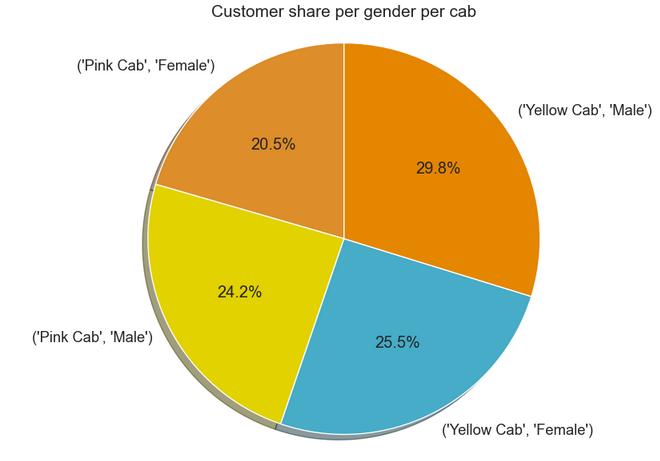 Customer share per gender per cab
('Pink Cab', 'Female')
('Yellow Cab', 'Male')
20.5%
29.8%
24.2%
('Pink Cab', 'Male')
25.5%
('Yellow Cab', 'Female')